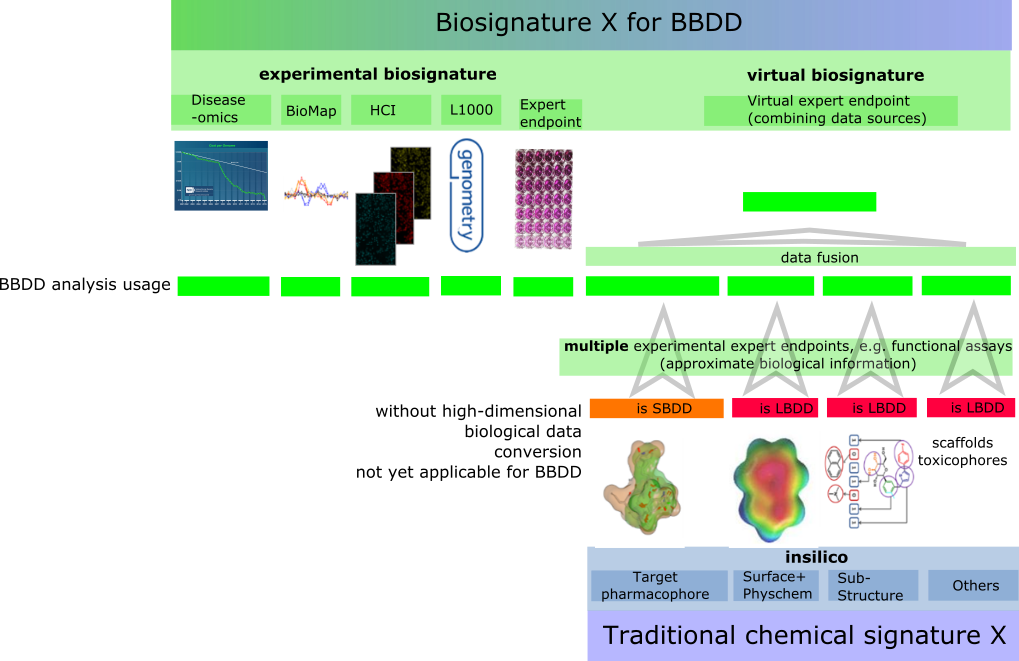 Biosignature X for BBDD
experimental biosignature
virtual biosignature
Disease
-omics
BioMap
HCI
L1000
Expert
endpoint
Virtual expert endpoint
(combining data sources)
genometry
data fusion
BBDD analysis usage
multiple experimental expert endpoints, e.g. functional assays
(approximate biological information)
without high-dimensional
biological data
conversion
not yet applicable for BBDD
is SBDD
is LBDD
is LBDD
is LBDD
scaffolds
toxicophores
insilico
Target
pharmacophore
Surface+
Physchem
Sub-
Structure
Others
Traditional chemical signature X